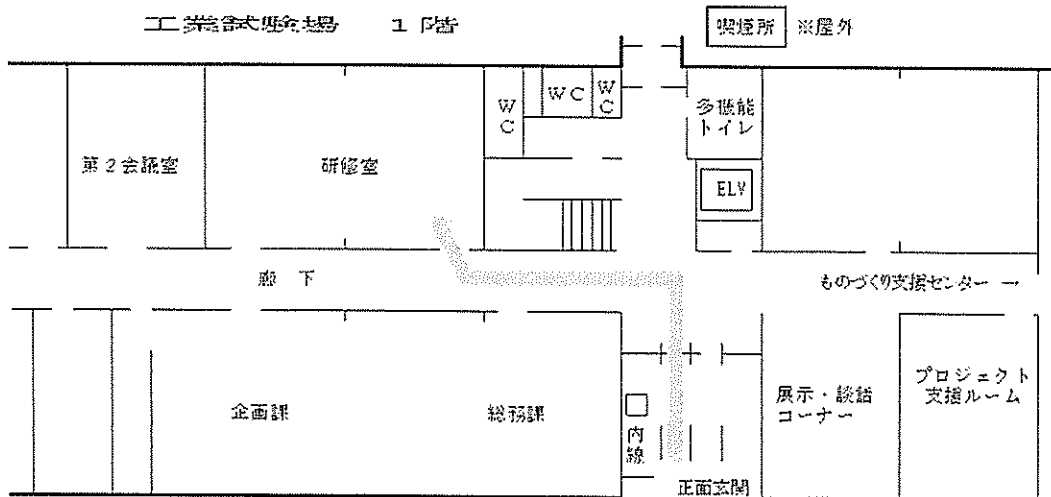 工業試験場 1階
喫煙所 ※屋外
WC
WC
WC
多機能
トイレ
第2会議室
研修室
ELV
廊 下
ものづくり支援センター →
企画課
総務課
内線
展示・談話
コーナー
プロジェクト
支援ルーム
正面玄関